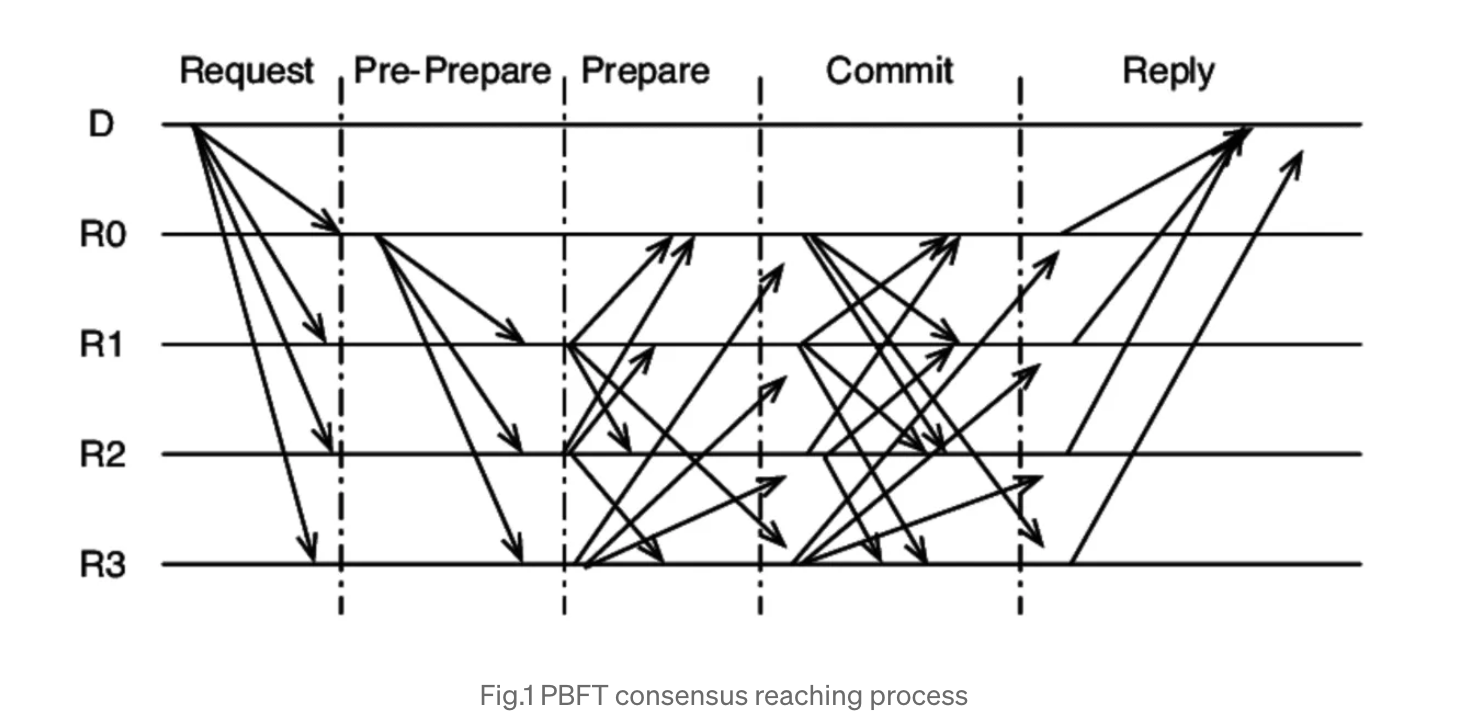 Request Pre-Prepare Prepare Commit Reply
D
R0
R1
R2
R3
Fig.1 PBFT consensus reaching process